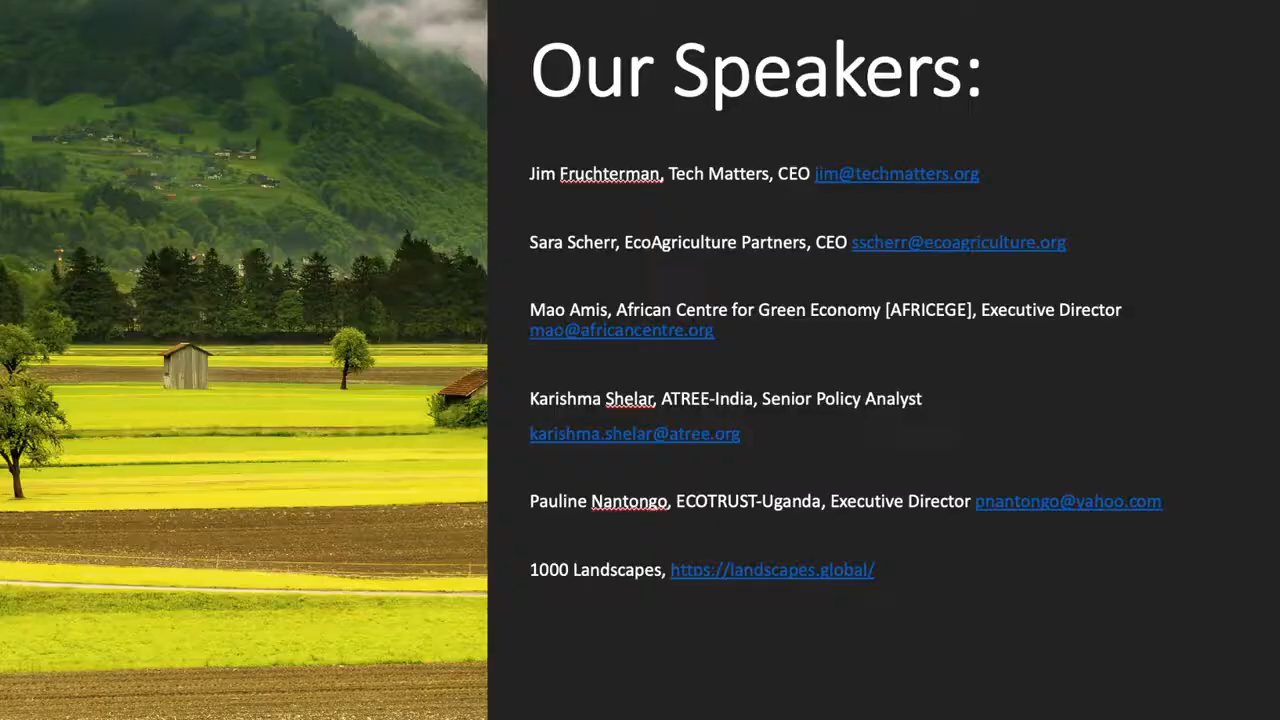 Our Speakers:
Jim Fruchterman, Tech Matters, CEO jim@techmatters.org
Sara Scherr, EcoAgriculture Partners, CEO sscherr@ecoagriculture.org
Mao Amis, African Centre for Green Economy [AFRICEGE], Executive Director
mao@africancentre.org
Karishma Shelar, ATREE-India, Senior Policy Analyst
karishma.shelar@atree.org
Pauline Nantongo, ECOTRUST-Uganda, Executive Director pnantongo@yahoo.com
1000 Landscapes, https://landscapes.global/